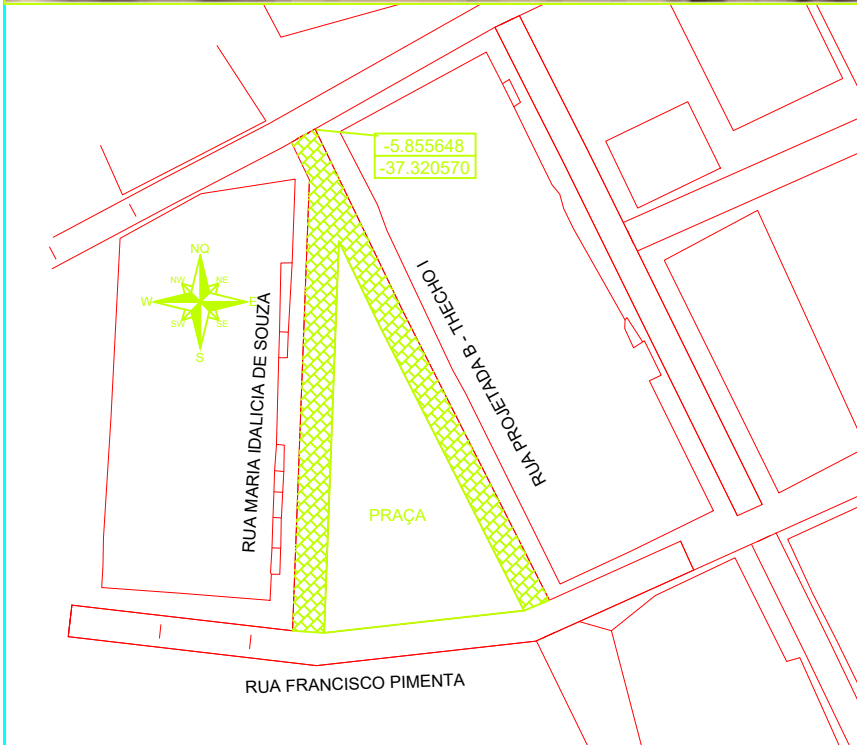 -5.855648
-37.320570
NO
NW
NE
W
E
SW
SE
S
RUA MARIA IDALICIA DE SOUZA
RUA PROJETADA B - THECHO I
PRAÇA
RUA FRANCISCO PIMENTA